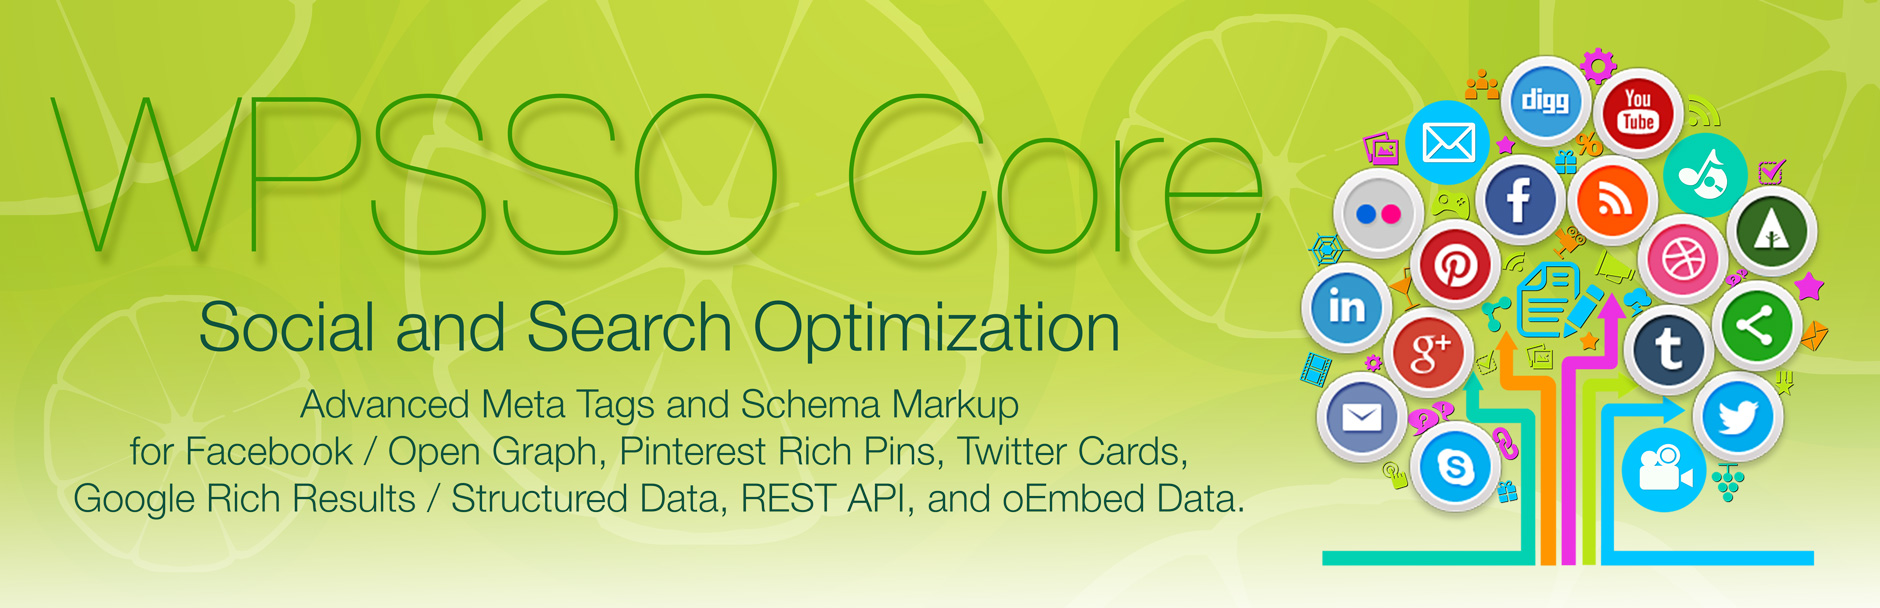 WPSSO Core
Social and Search Optimization
Advanced Meta Tags and Schema Markup
for Facebook / Open Graph, Pinterest Rich Pins, Twitter Cards,
Google Rich Results / Structured Data, REST API, and oEmbed Data.
digg
You
Tube
f
in
g+
t
S
%